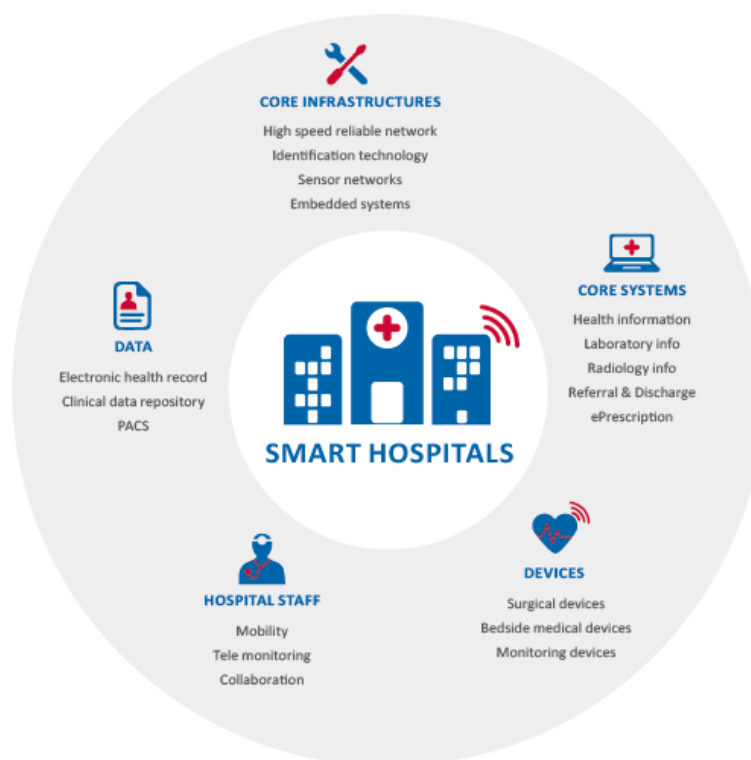 CORE INFRASTRUCTURES
High speed reliable network
Identification technology
Sensor networks
Embedded systems
CORE SYSTEMS
Health information
Laboratory info
Radiology info
Referral & Discharge
ePrescription
DEVICES
Surgical devices
Bedside medical devices
Monitoring devices
HOSPITAL STAFF
Mobility
Tele monitoring
Collaboration
DATA
Electronic health record
Clinical data repository
PACS
SMART HOSPITALS